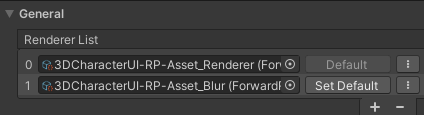 General
Renderer List
0 3DCharacterUI-RP-Asset_Renderer (For Default
1 3DCharacterUI-RP-Asset_Blur (Forward Set Default